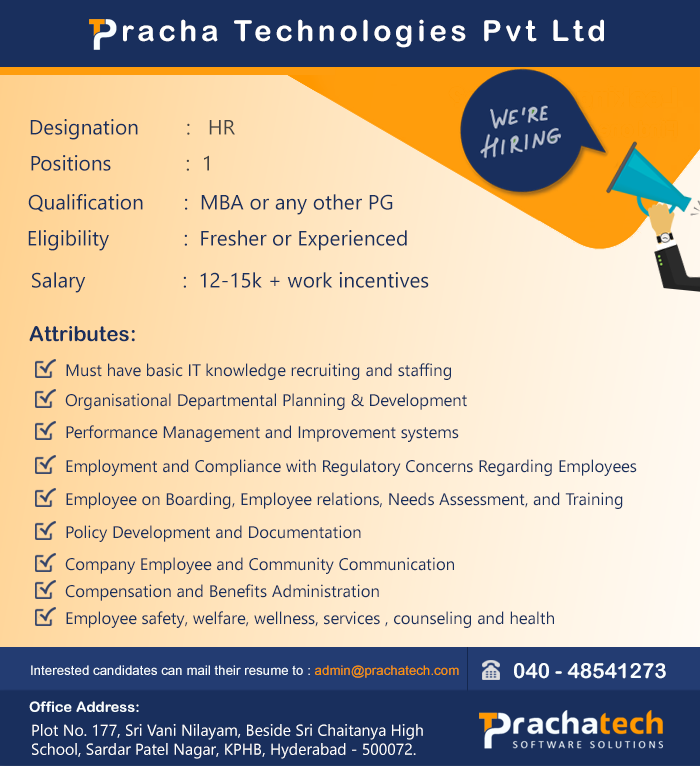 Pracha Technologies Pvt Ltd
WE'RE
HIRING
Designation : HR
Positions : 1
Qualification : MBA or any other PG
Eligibility : Fresher or Experienced
Salary : 12-15k + work incentives
Attributes:
Must have basic IT knowledge recruiting and staffing
Organisational Departmental Planning & Development
Performance Management and Improvement systems
Employment and Compliance with Regulatory Concerns Regarding Employees
Employee on Boarding, Employee relations, Needs Assessment, and Training
Policy Development and Documentation
Company Employee and Community Communication
Compensation and Benefits Administration
Employee safety, welfare, wellness, services , counseling and health
Interested candidates can mail their resume to : admin@prachatech.com
040 - 48541273
Office Address:
Plot No. 177, Sri Vani Nilayam, Beside Sri Chaitanya High
School, Sardar Patel Nagar, KPHB, Hyderabad - 500072.
Prachatech
SOFTWARE SOLUTIONS